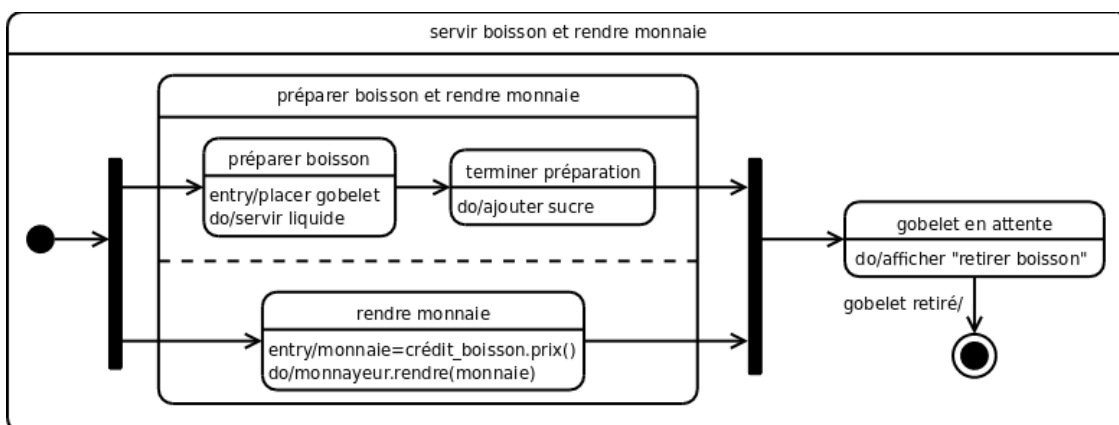 servir boisson et rendre monnaie
préparer boisson et rendre monnaie
préparer boisson
entry/placer gobelet
do/servir liquide
terminer préparation
do/ajouter sucre
rendre monnaie
entry/monnaie=crédit_boisson.prix()
do/monnayeur.rendre(monnaie)
gobelet en attente
do/afficher "retirer boisson"
gobelet retiré/